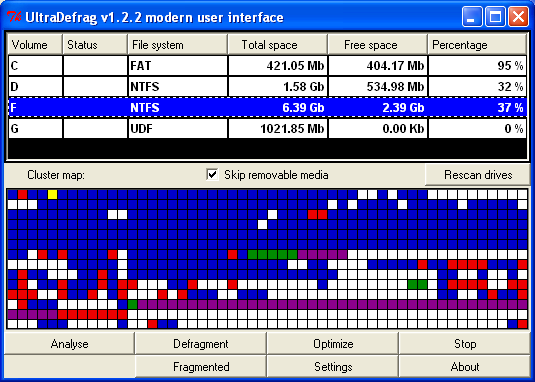 UltraDefrag v1.2.2 modern user interface
Volume Status File system Total space Free space Percentage
C FAT 421.05 Mb 404.17 Mb 95 %
D NTFS 1.58 Gb 534.98 Mb 32 %
F NTFS 6.39 Gb 2.39 Gb 37 %
G UDF 1021.85 Mb 0.00 Kb 0 %
Cluster map: Skip removable media Rescan drives
Analyse Defragment Optimize Stop
Fragmented Settings About